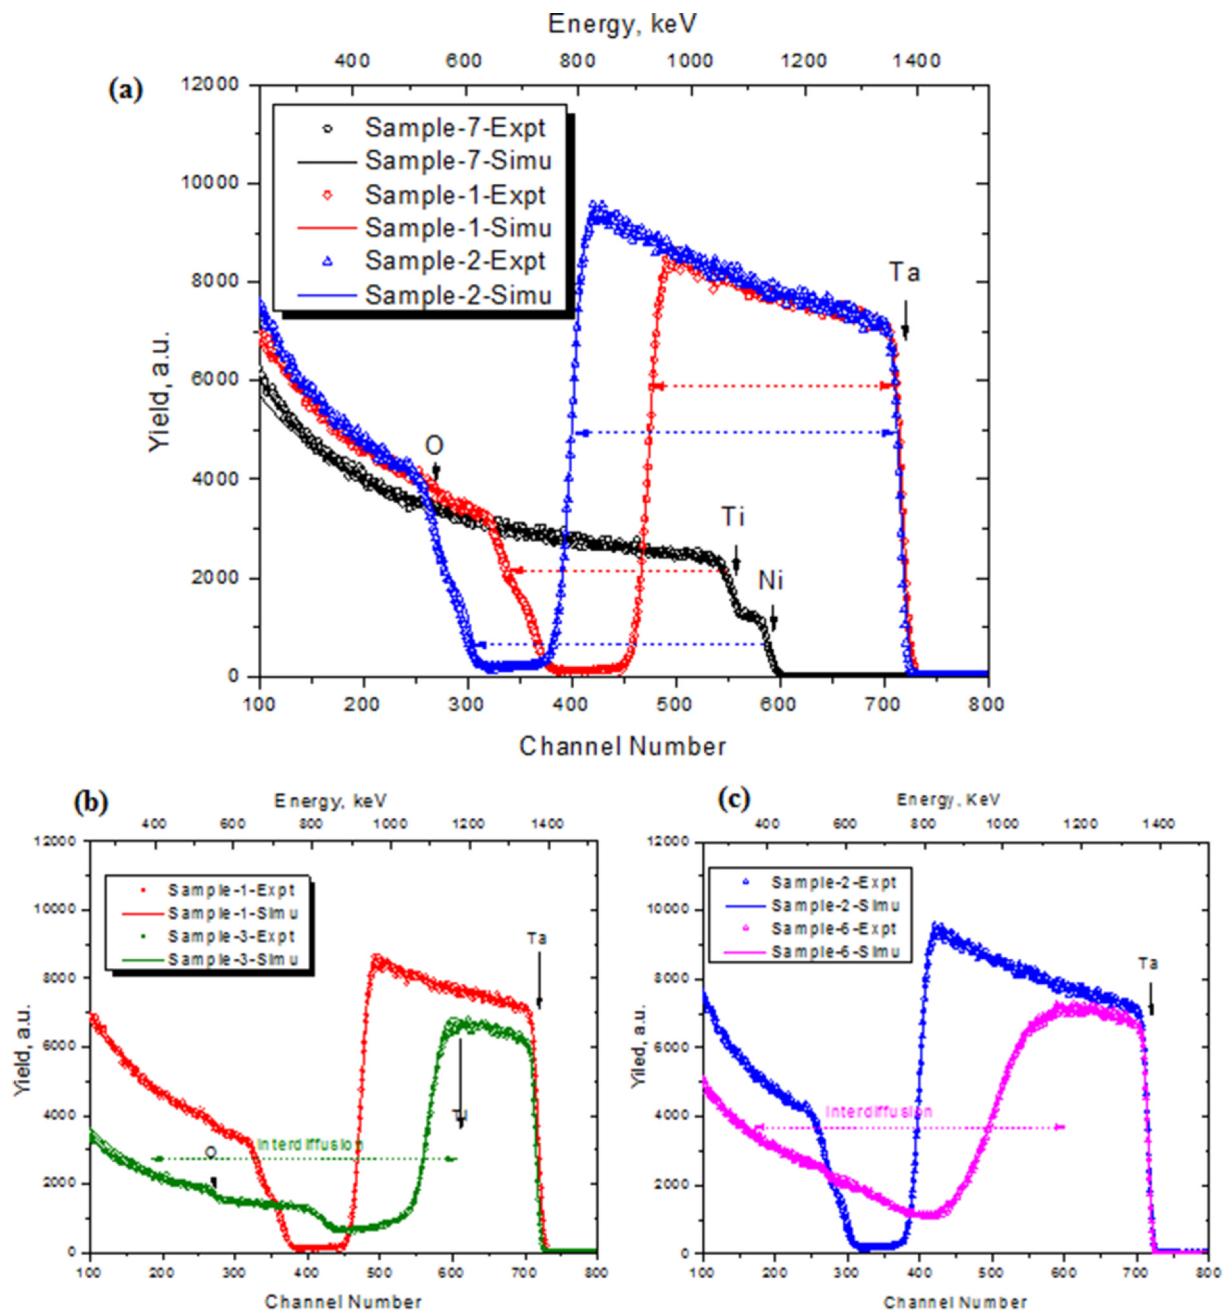 Energy, keV
400 600 800 1000 1200 1400
(a)
12000
10000
8000
6000
4000
2000
0
Yield, a.u.
Sample-7-Expt
Sample-7-Simu
Sample-1-Expt
Sample-1-Simu
Sample-2-Expt
Sample-2-Simu
Ta
O
Ti
Ni
100 200 300 400 500 600 700 800
Channel Number
(b)
Energy, keV
400 600 800 1000 1200 1400
12000
10000
8000
6000
4000
2000
0
Yield, a.u.
Sample-1-Expt
Sample-1-Simu
Sample-3-Expt
Sample-3-Simu
Ta
Interdiffusion
O
100 200 300 400 500 600 700 800
Channel Number
(c)
Energy, KeV
400 600 800 1000 1200 1400
12000
10000
8000
6000
4000
2000
0
Yiled, a.u.
Sample-2-Expt
Sample-2-Simu
Sample-6-Expt
Sample-6-Simu
Ta
Interdiffusion
100 200 300 400 500 600 700 800
Channel Number